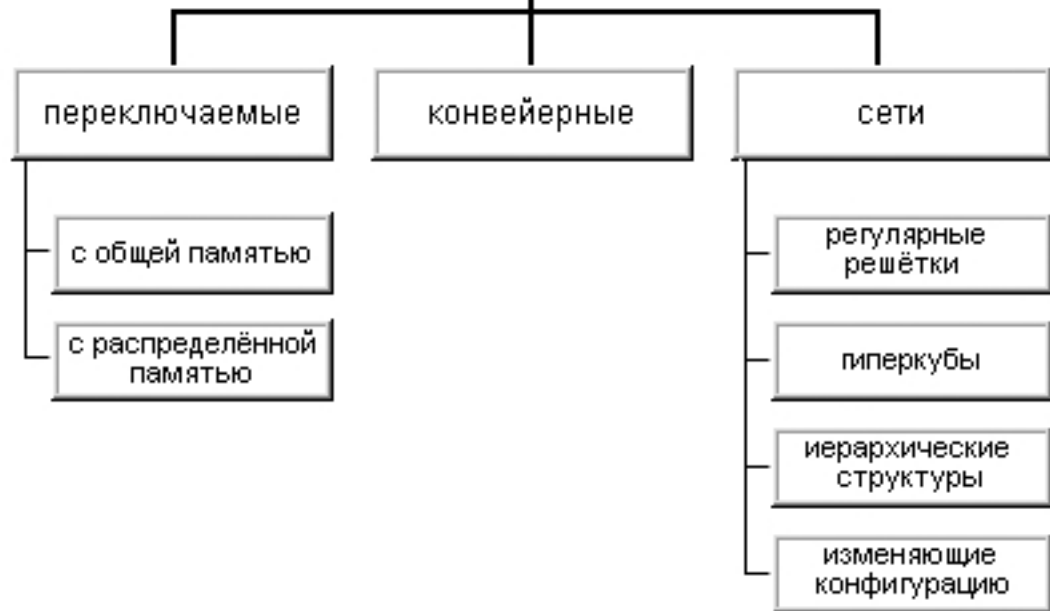 переключаемые
конвейерные
сети
с общей памятью
с распределённой
памятью
регулярные
решётки
гиперкубы
иерархические
структуры
изменяющие
конфигурацию